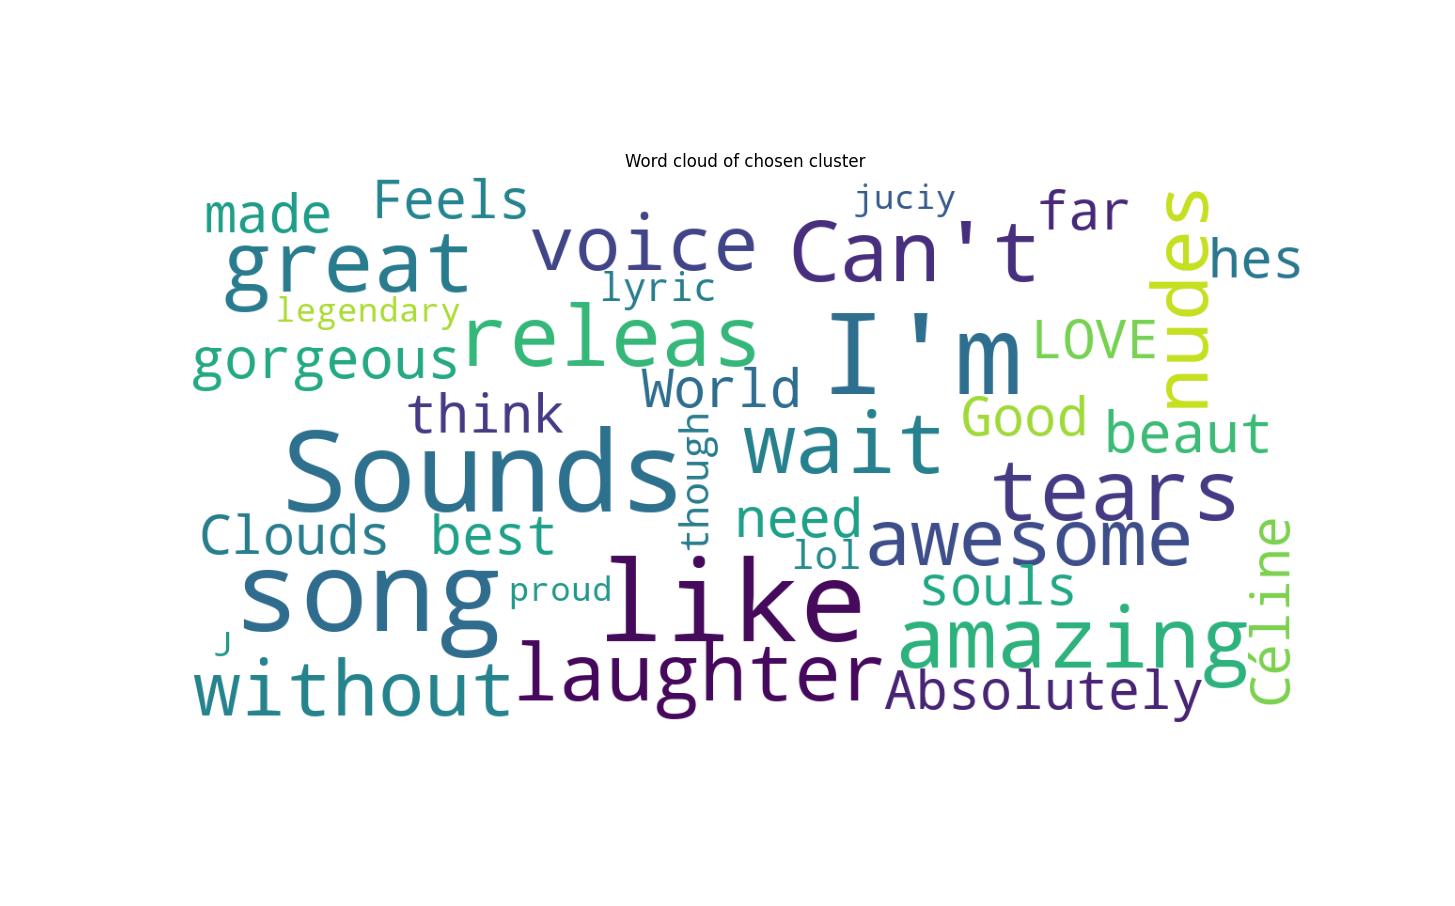 Word cloud of chosen cluster
made
Feels
juciy
far
nudes
great
voice
Can't
hes
lyric
legendary
releas
I'm
LOVE
gorgeous
World
think
Good
beaut
Sounds
though
wait
tears
Clouds
best
need
awesome
lol
Céline
song
proud
like
souls
J
amazing
without
laughter
Absolutely